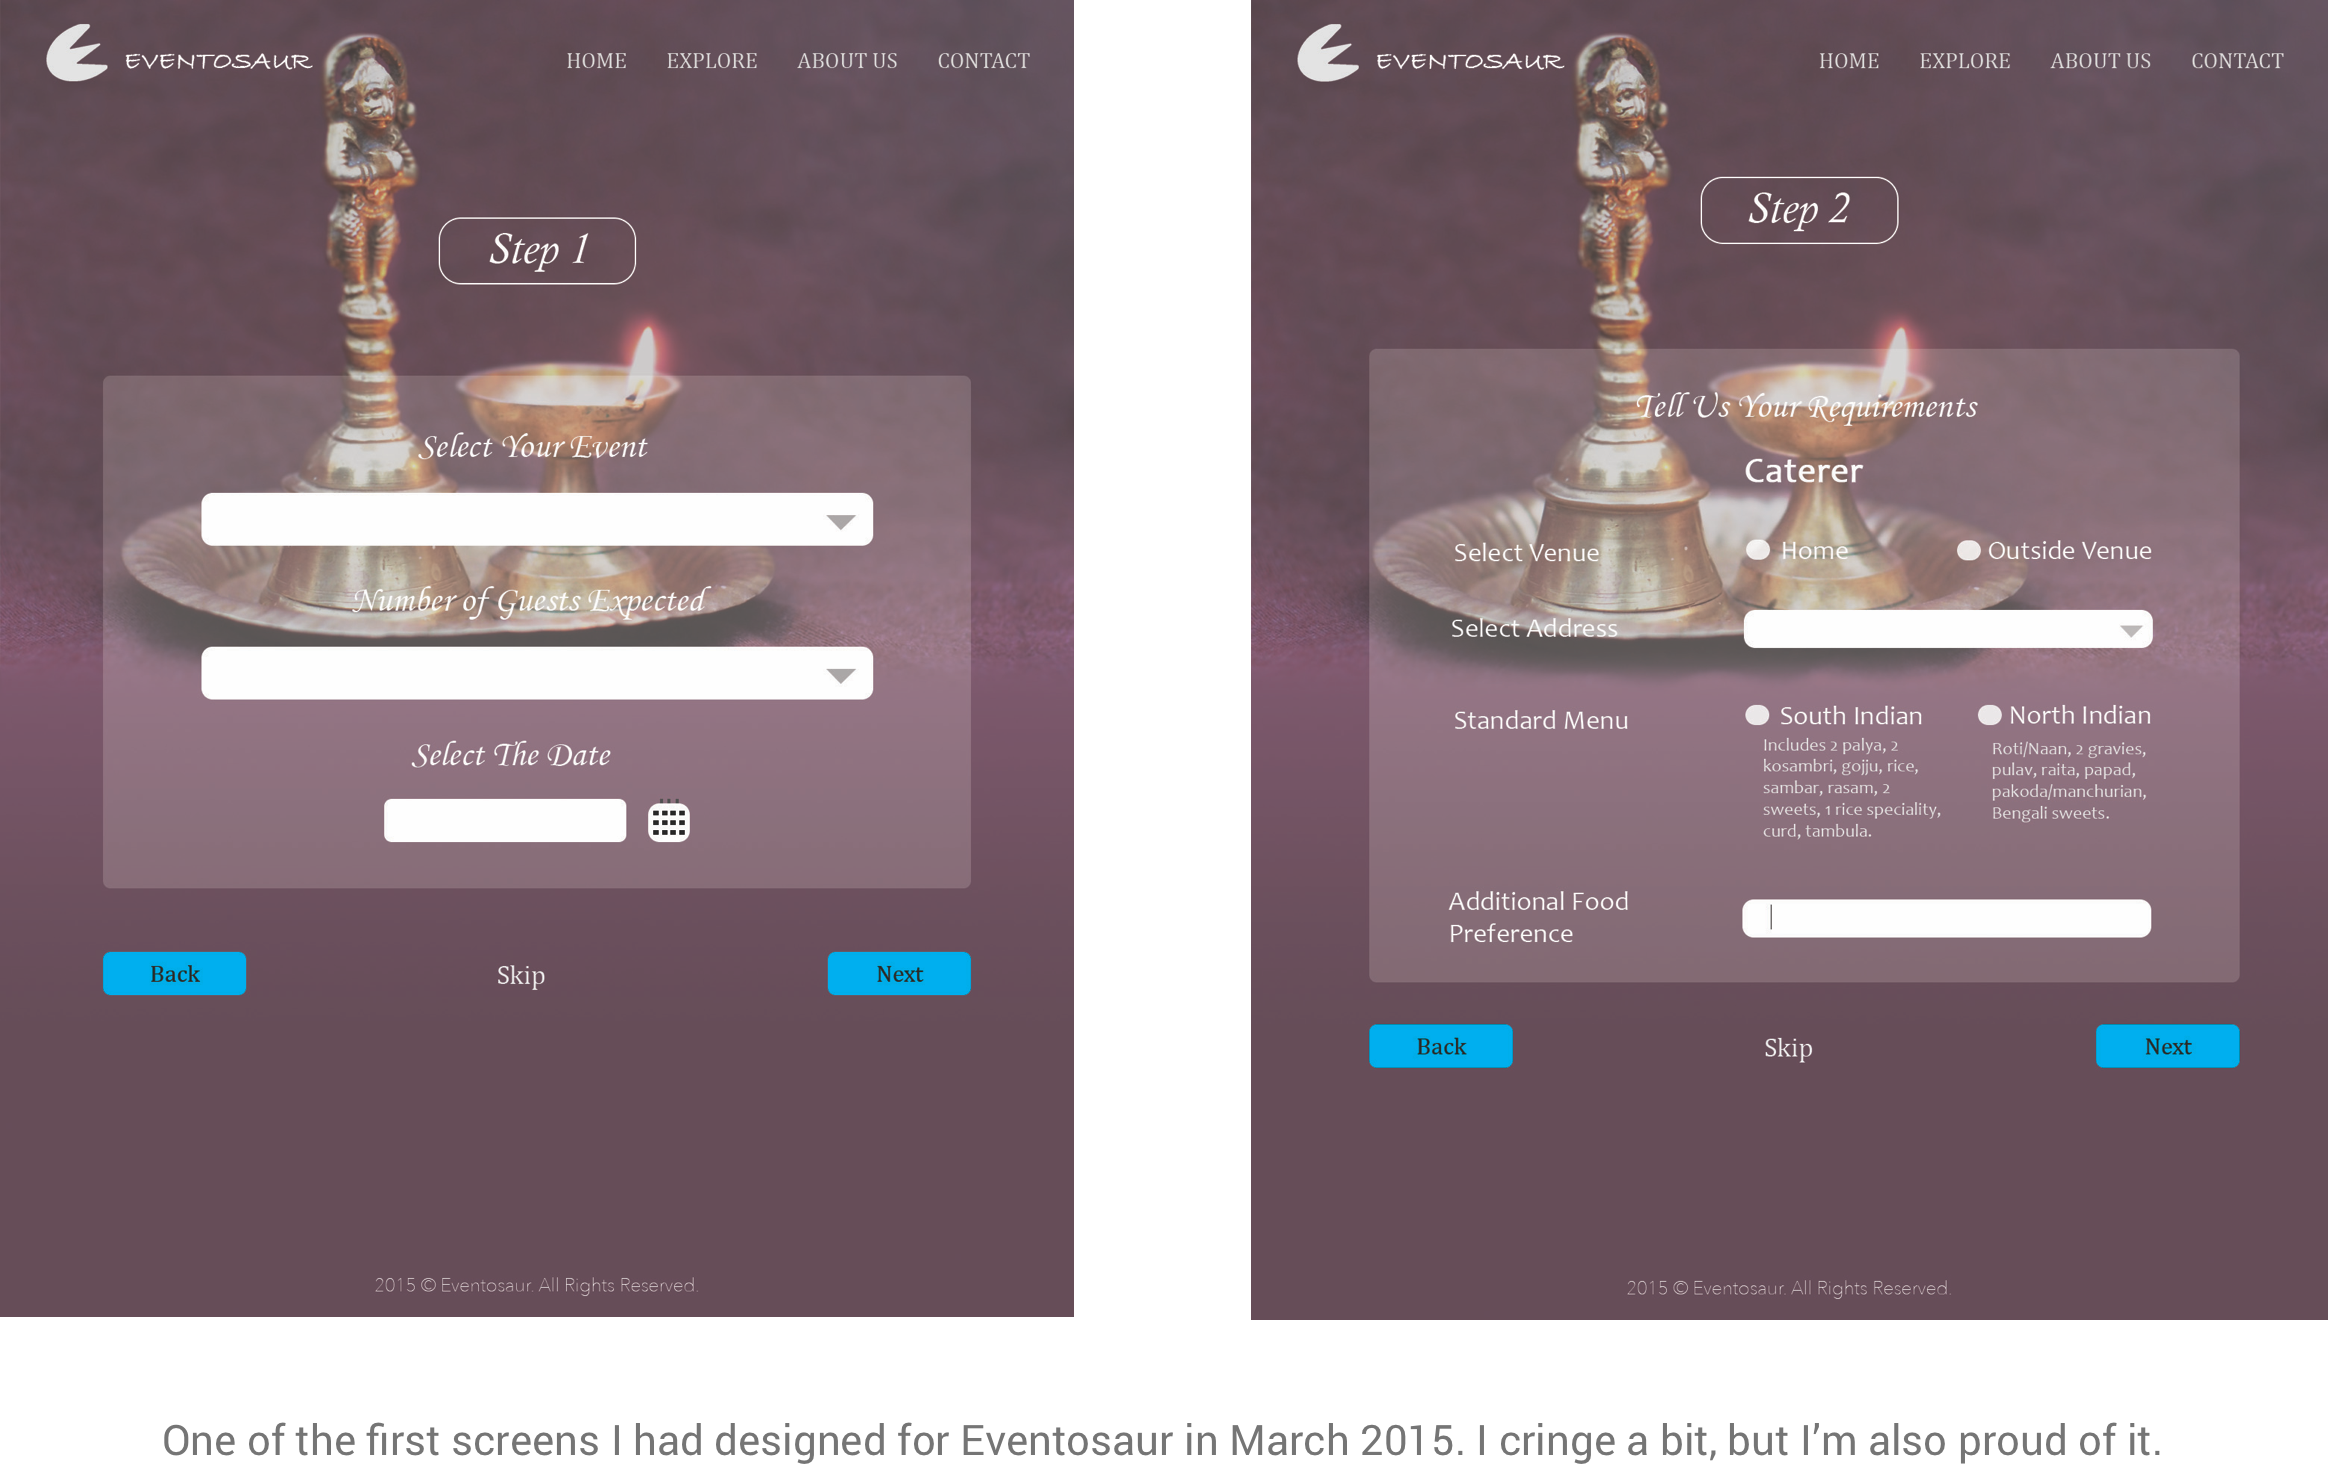 EVENTOSAUR
HOME EXPLORE ABOUT US CONTACT
Step 1
Select Your Event
Number of Guests Expected
Select The Date
Back Skip Next
2015 © Eventosaur. All Rights Reserved.
EVENTOSAUR
HOME EXPLORE ABOUT US CONTACT
Step 2
Tell Us Your Requirements
Caterer
Select Venue Home Outside Venue
Select Address
Standard Menu South Indian North Indian
Includes 2 palya, 2
kosambri, gojju, rice,
sambar, rasam, 2
sweets, 1 rice speciality,
curd, tambula.
Roti/Naan, 2 gravies,
pulav, raita, papad,
pakoda/manchurian,
Bengali sweets.
Additional Food
Preference
Back Skip Next
2015 © Eventosaur. All Rights Reserved.
One of the first screens I had designed for Eventosaur in March 2015. I cringe a bit, but I’m also proud of it.